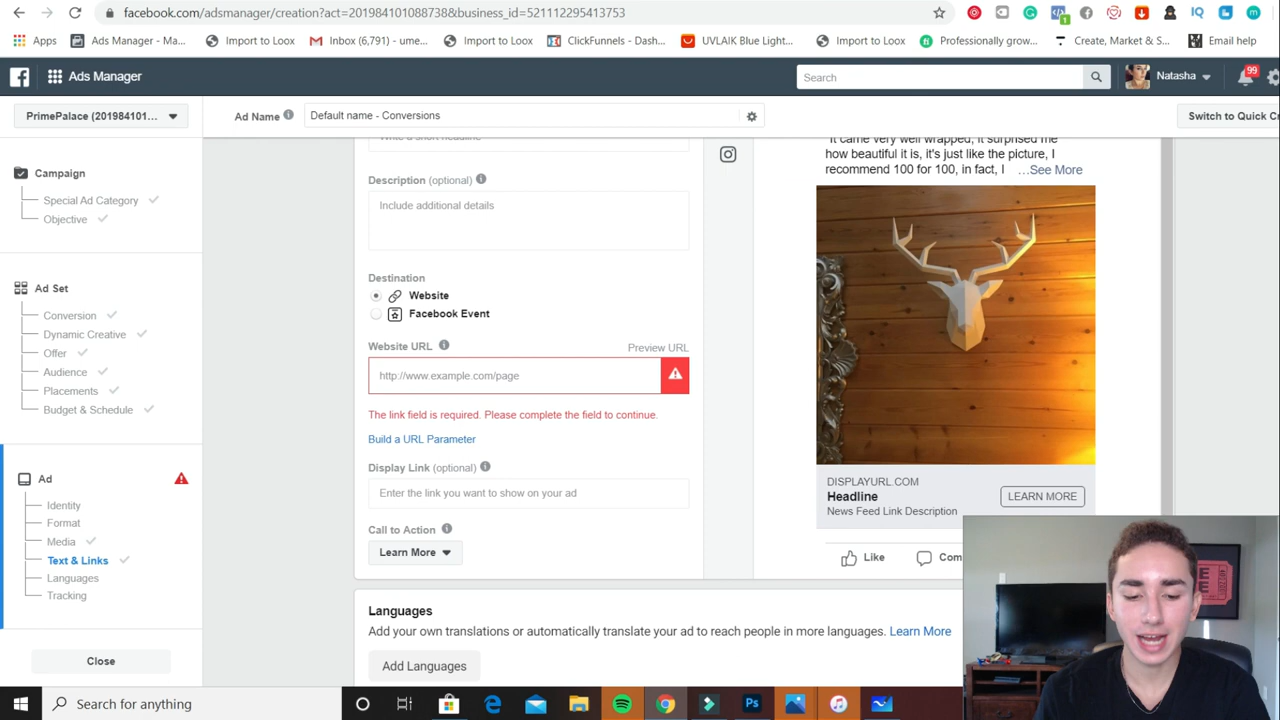 facebook.com/adsmanager/creation?act=201984101088738&business_id=521112295413753
Apps
Ads Manager - Ma...
Import to Loox
Inbox (6,791) - ume...
Import to Loox
ClickFunnels - Dash...
UVLAIK Blue Light...
Import to Loox
Professionally grow...
Create, Market & S...
Email help
Ads Manager
Search
Natasha
99
PrimePalace (201984101...
Ad Name
Default name - Conversions
Switch to Quick Cr
Campaign
Special Ad Category
Objective
Ad Set
Conversion
Dynamic Creative
Offer
Audience
Placements
Budget & Schedule
Ad
Identity
Format
Media
Text & Links
Languages
Tracking
Close
Write a short headline
Description (optional)
Include additional details
Destination
Website
Facebook Event
Website URL
Preview URL
http://www.example.com/page
The link field is required. Please complete the field to continue.
Build a URL Parameter
Display Link (optional)
Enter the link you want to show on your ad
Call to Action
Learn More
Languages
Add your own translations or automatically translate your ad to reach people in more languages. Learn More
Add Languages
"It came very well wrapped, it surprised me
how beautiful it is, it's just like the picture, I
recommend 100 for 100, in fact, I ...See More
DISPLAYURL.COM
Headline
LEARN MORE
News Feed Link Description
Like
Com
Search for anything